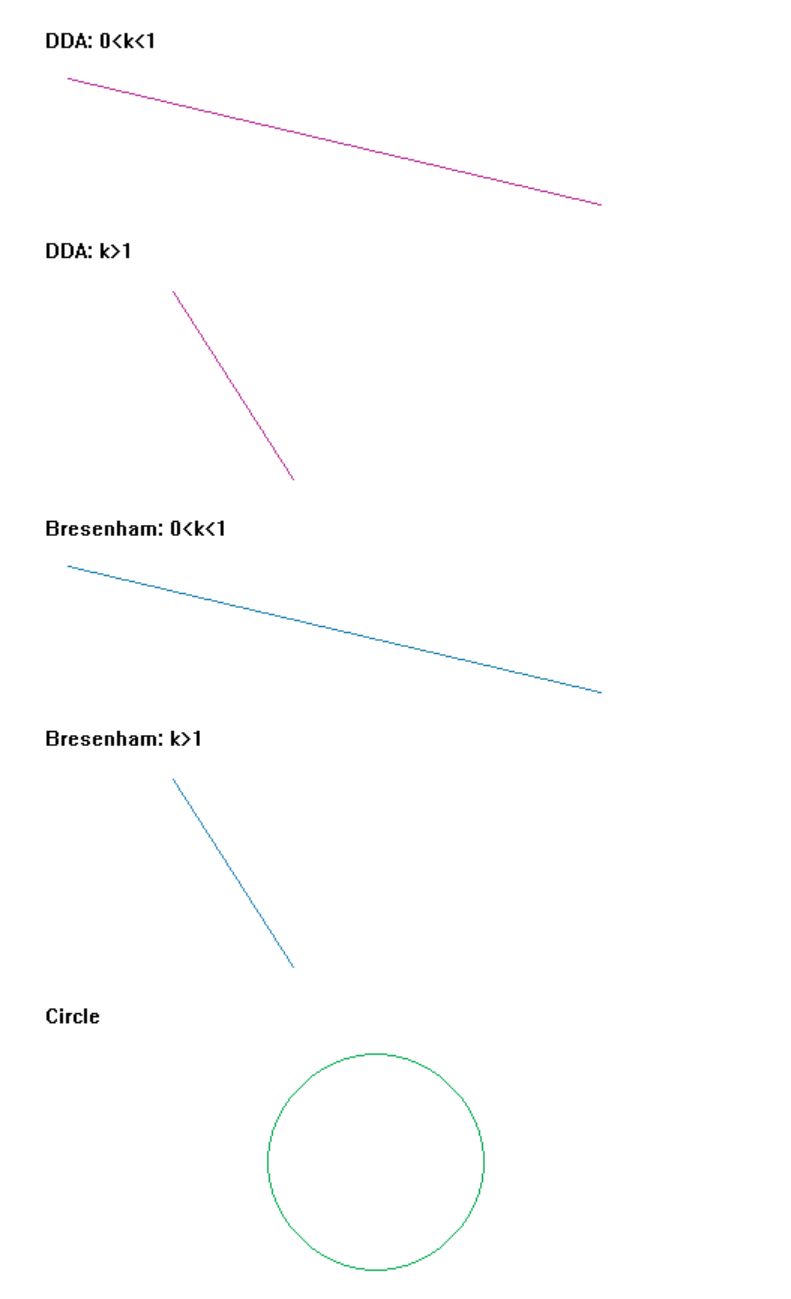 DDA: 0<k<1
DDA: k>1
Bresenham: 0<k<1
Bresenham: k>1
Circle